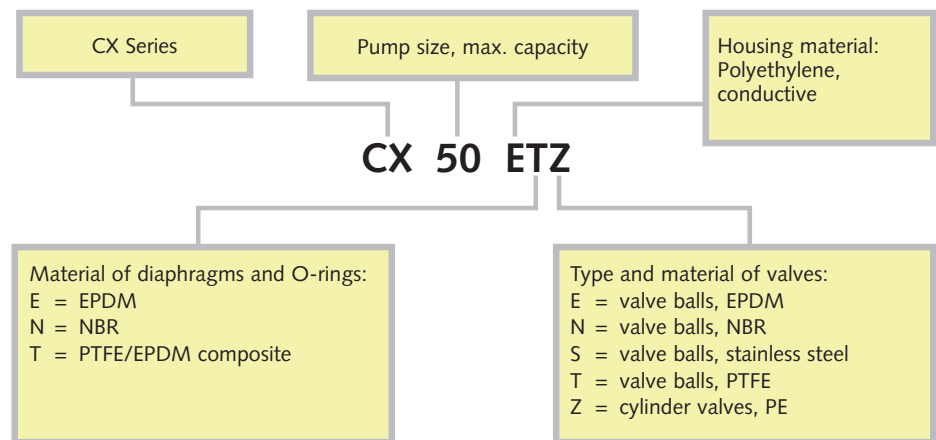 CX Series
Pump size, max. capacity
Housing material:
Polyethylene,
conductive
CX 50 ETZ
Material of diaphragms and O-rings:
E = EPDM
N = NBR
T = PTFE/EPDM composite
Type and material of valves:
E = valve balls, EPDM
N = valve balls, NBR
S = valve balls, stainless steel
T = valve balls, PTFE
Z = cylinder valves, PE